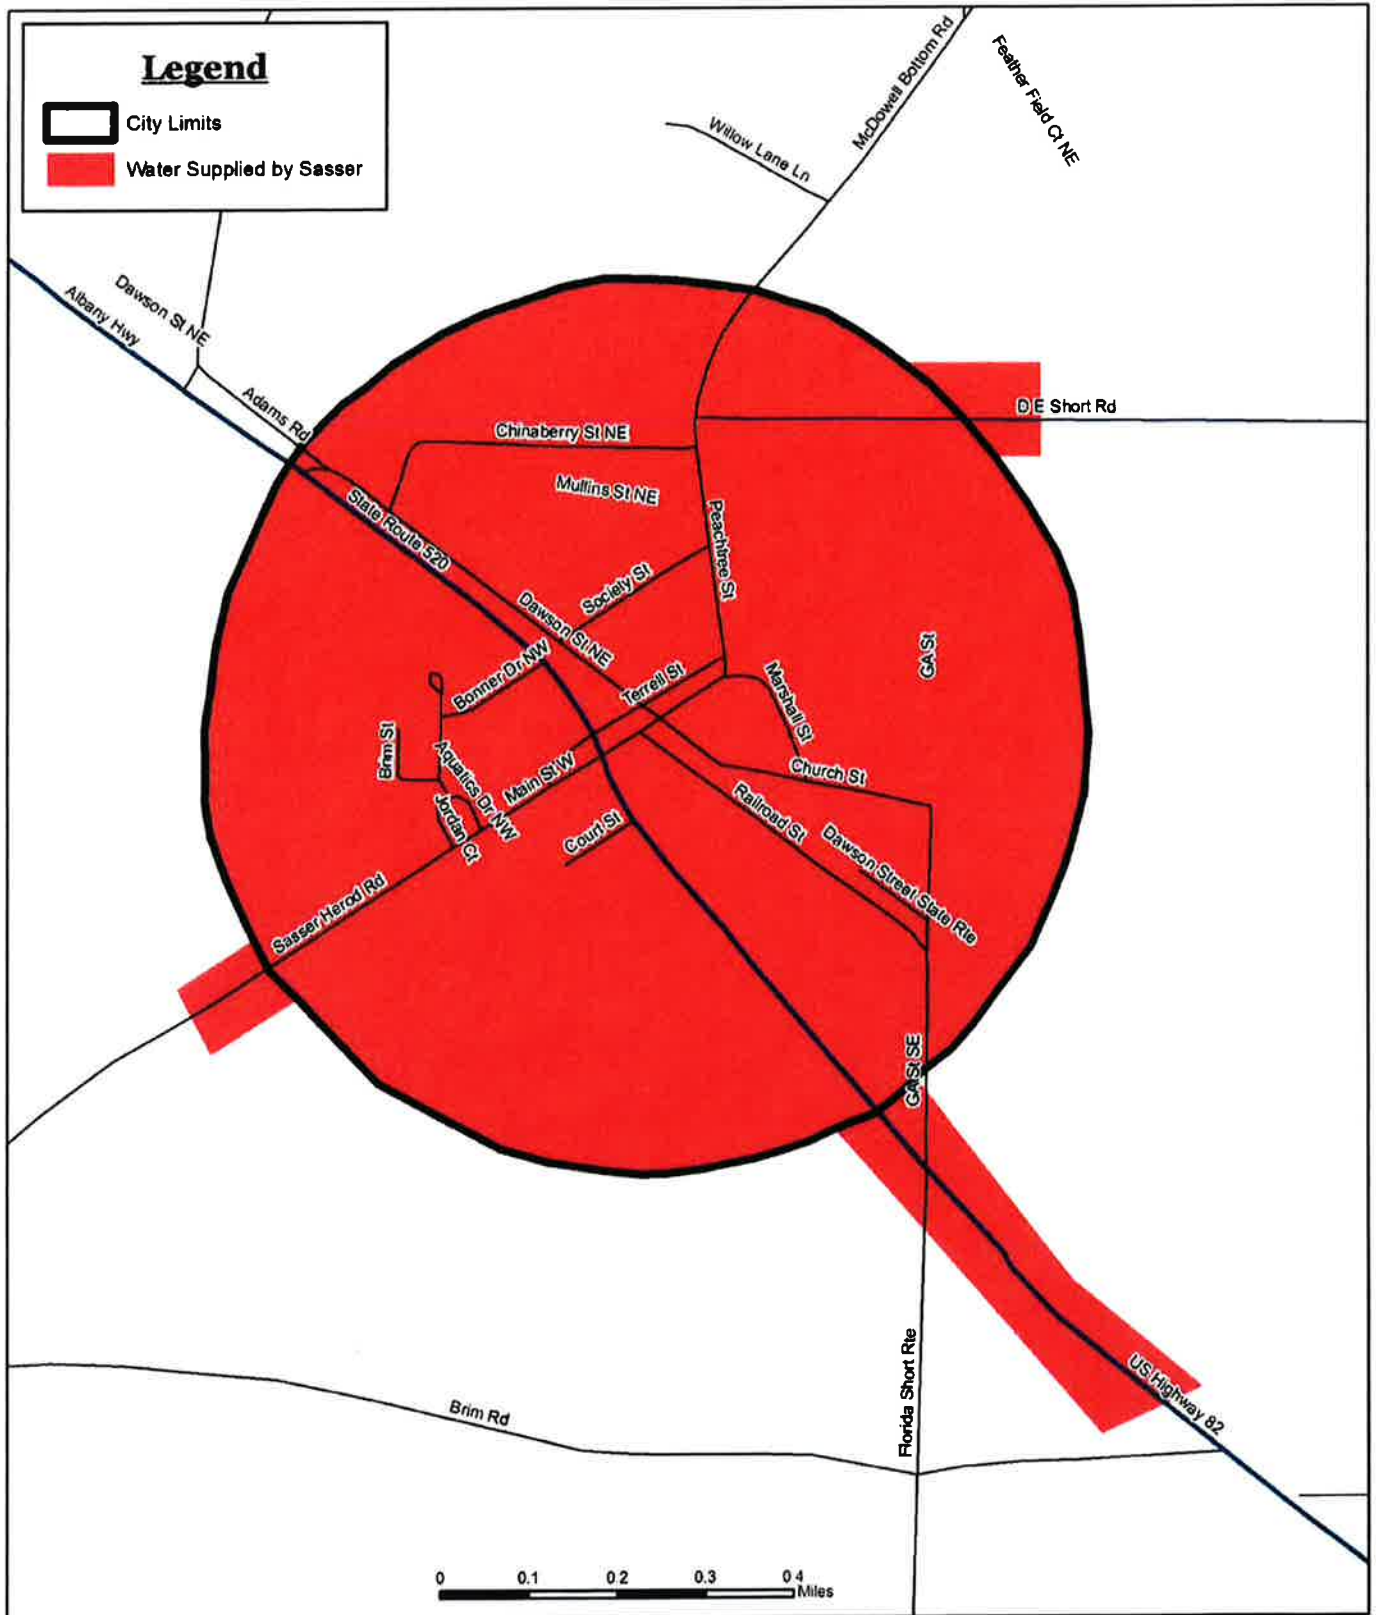 Legend
City Limits
Water Supplied by Sasser
McDowell Bottom Rd
Feather Field Ct NE
Willow Lane Ln
Dawson St NE
Albany Hwy
Adams Rd
D E Short Rd
Chinaberry St NE
Mullins St NE
State Route 520
Peachtree St
Society St
Dawson St NE
GA St
Bonner Dr NW
Terrell St
Marshall St
Brim St
Aquatics Dr NW
Main St W
Church St
Jordan Ct
Court St
Railroad St
Dawson Street State Rte
Sasser Herod Rd
GA St SE
Florida Short Rte
US Highway 82
Brim Rd
0 0.1 0 2 0.3 0 4
Miles